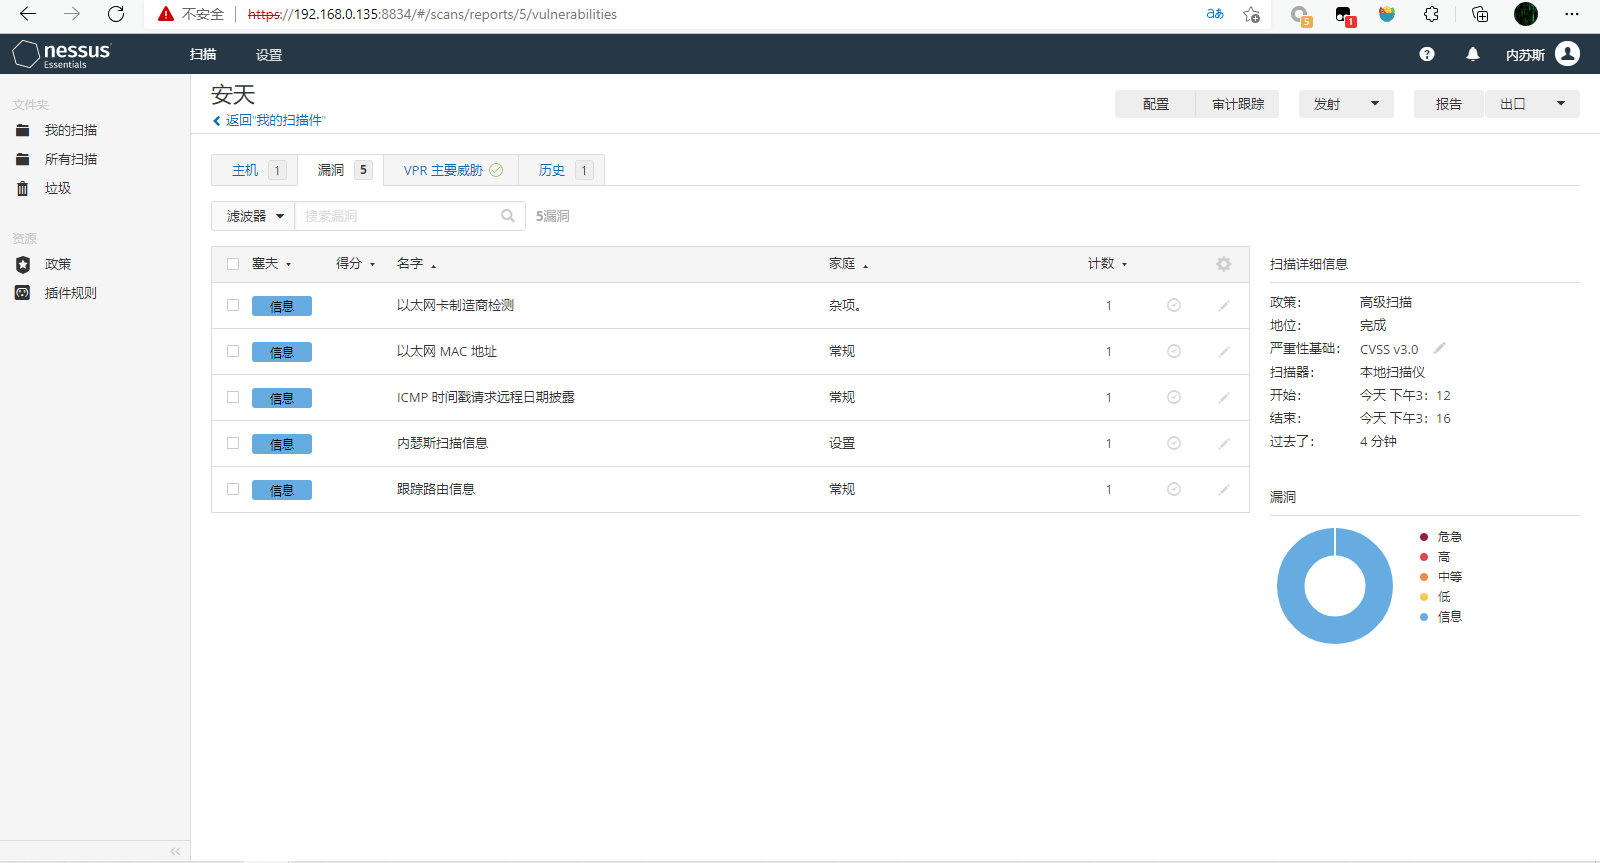 不安全 https://192.168.0.135:8834/#/scans/reports/5/vulnerabilities aあ 5 1
nessus Essentials 扫描 设置 内苏斯
文件夹
我的扫描
所有扫描
垃圾
资源
政策
插件规则
安天
返回"我的扫描件"
配置 审计跟踪 发射 报告 出口
主机 1 漏洞 5 VPR 主要威胁 历史 1
滤波器 搜索漏洞 5漏洞
塞夫 得分 名字 家庭 计数
信息 以太网卡制造商检测 杂项。 1
信息 以太网 MAC 地址 常规 1
信息 ICMP 时间戳请求远程日期披露 常规 1
信息 内瑟斯扫描信息 设置 1
信息 跟踪路由信息 常规 1
扫描详细信息
政策： 高级扫描
地位： 完成
严重性基础： CVSS v3.0
扫描器： 本地扫描仪
开始： 今天 下午3：12
结束： 今天 下午3：16
过去了： 4 分钟
漏洞
危急
高
中等
低
信息